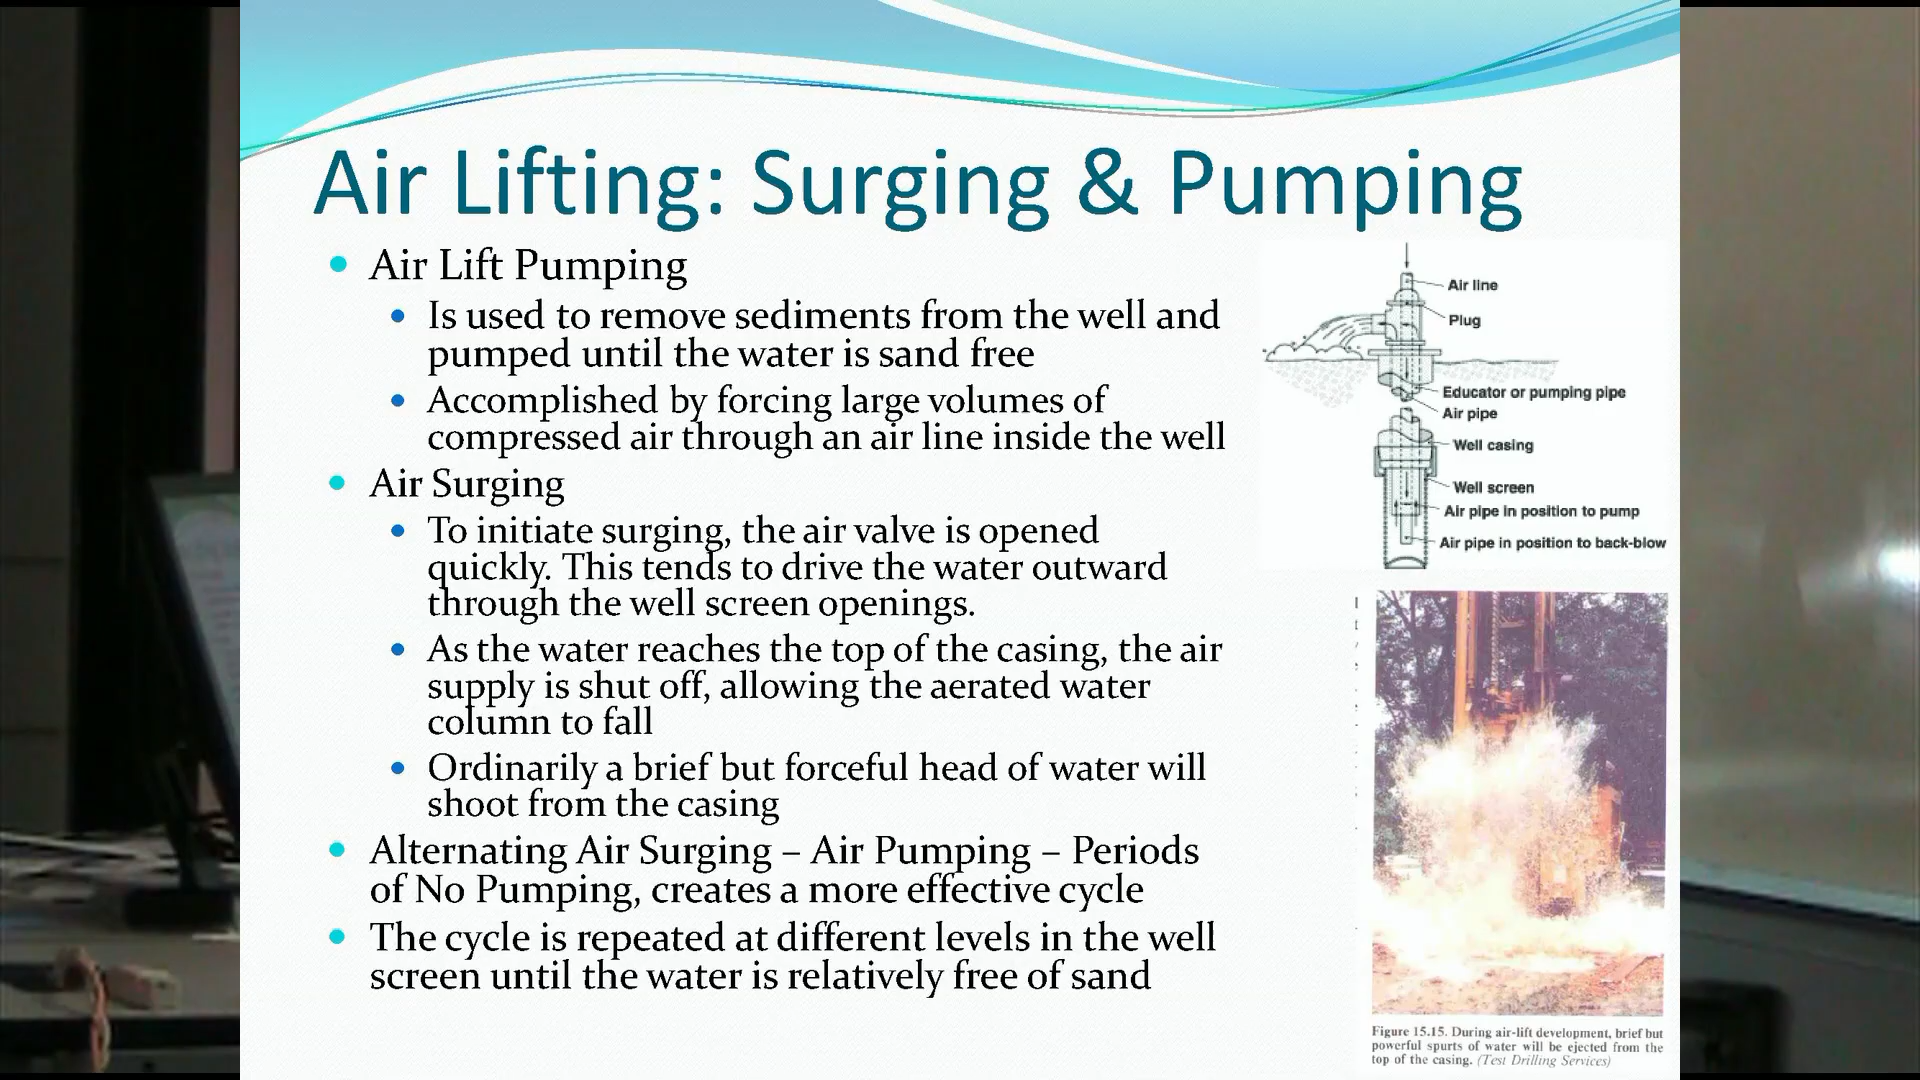 Air Lifting: Surging & Pumping
Air Lift Pumping
Is used to remove sediments from the well and
pumped until the water is sand free
Accomplished by forcing large volumes of
compressed air through an air line inside the well
Air Surging
To initiate surging, the air valve is opened
quickly. This tends to drive the water outward
through the well screen openings.
As the water reaches the top of the casing, the air
supply is shut off, allowing the aerated water
column to fall
Ordinarily a brief but forceful head of water will
shoot from the casing
Alternating Air Surging – Air Pumping – Periods
of No Pumping, creates a more effective cycle
The cycle is repeated at different levels in the well
screen until the water is relatively free of sand
Air line
Plug
Educator or pumping pipe
Air pipe
Well casing
Well screen
Air pipe in position to pump
Air pipe in position to back-blow
Figure 15.15. During air-lift development, brief but
powerful spurts of water will be ejected from the
top of the casing. (Test Drilling Services)